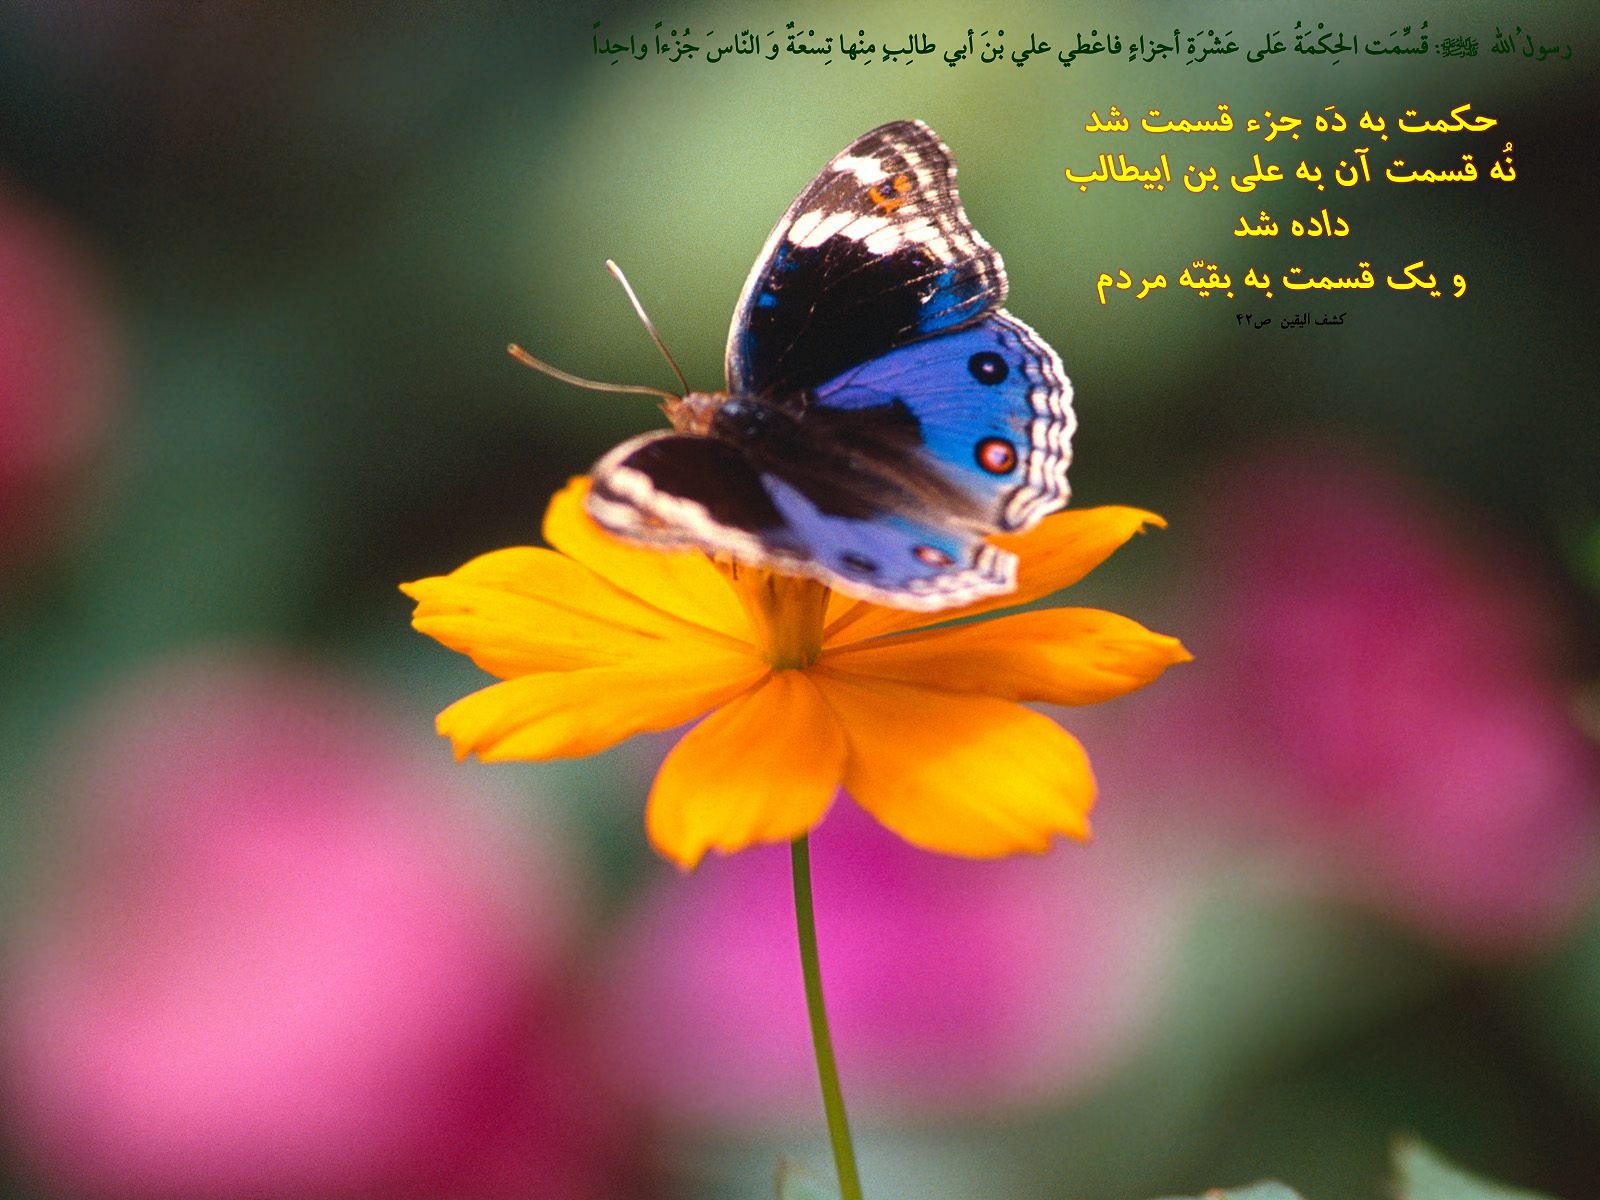 رسولُ الله ﷺ: قُسِّمَت الحِكْمَةُ عَلى عَشْرَةِ أجزاءٍ فاعْطي علي بْنَ أبي طالِبٍ مِنْها تِسْعَةٌ وَ النّاسَ جُزْءاً واحِداً
حکمت به دَه جزء قسمت شد
نُه قسمت آن به علی بن ابیطالب
داده شد
و یک قسمت به بقیّه مردم
کشف الیقین ص۴۲